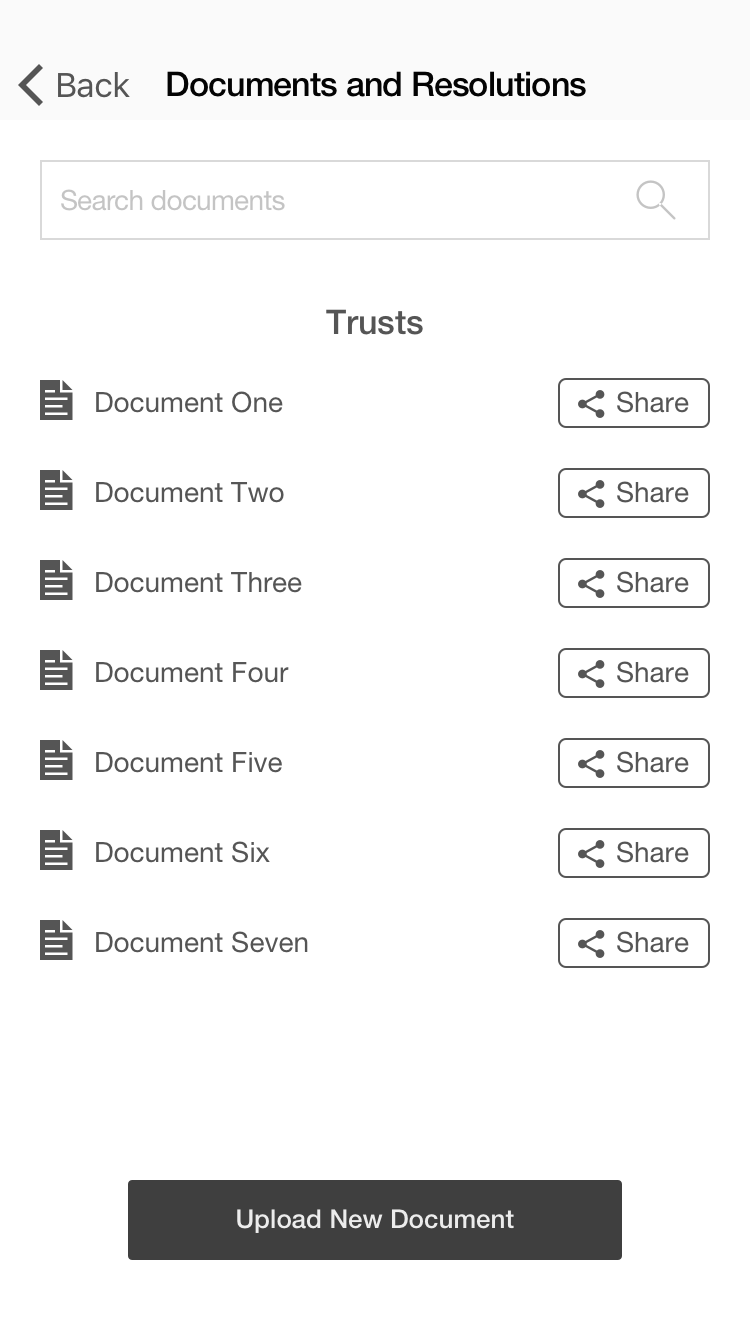 Back Documents and Resolutions
Search documents
Trusts
Document One Share
Document Two Share
Document Three Share
Document Four Share
Document Five Share
Document Six Share
Document Seven Share
Upload New Document